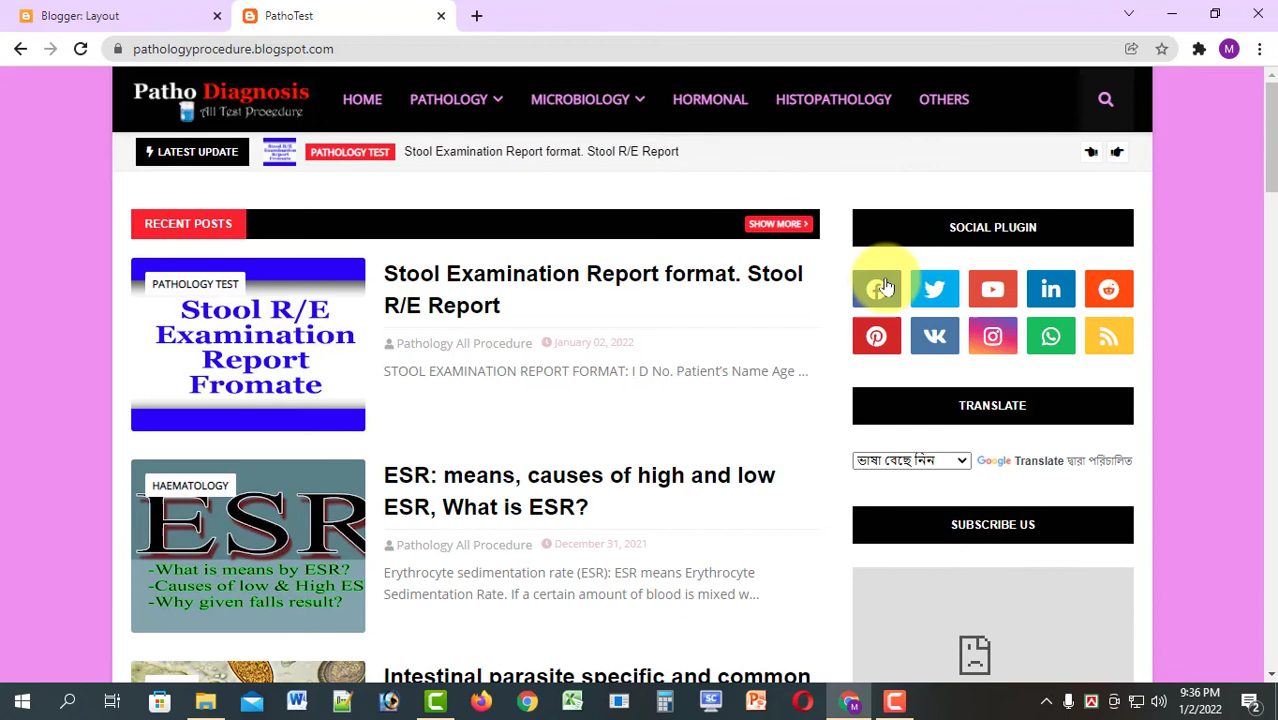 Blogger: Layout
PathoTest
pathologyprocedure.blogspot.com
M
Patho Diagnosis
All Test Procedure
HOME
PATHOLOGY
MICROBIOLOGY
HORMONAL
HISTOPATHOLOGY
OTHERS
LATEST UPDATE
Stool R/E
Examination
Report
Fromate
PATHOLOGY TEST
Stool Examination Report format. Stool R/E Report
RECENT POSTS
SHOW MORE
SOCIAL PLUGIN
PATHOLOGY TEST
Stool R/E
Examination
Report
Fromate
Stool Examination Report format. Stool
R/E Report
Pathology All Procedure
January 02, 2022
STOOL EXAMINATION REPORT FORMAT: I D No. Patient's Name Age ...
TRANSLATE
ভাষা বেছে নিন
Google Translate দ্বারা পরিচালিত
SUBSCRIBE US
HAEMATOLOGY
ESR
-What is means by ESR?
-Causes of low & High ES
-Why given falls result?
ESR: means, causes of high and low
ESR, What is ESR?
Pathology All Procedure
December 31, 2021
Erythrocyte sedimentation rate (ESR): ESR means Erythrocyte
Sedimentation Rate. If a certain amount of blood is mixed w...
Intestinal parasite specific and common
9:36 PM
1/2/2022
2